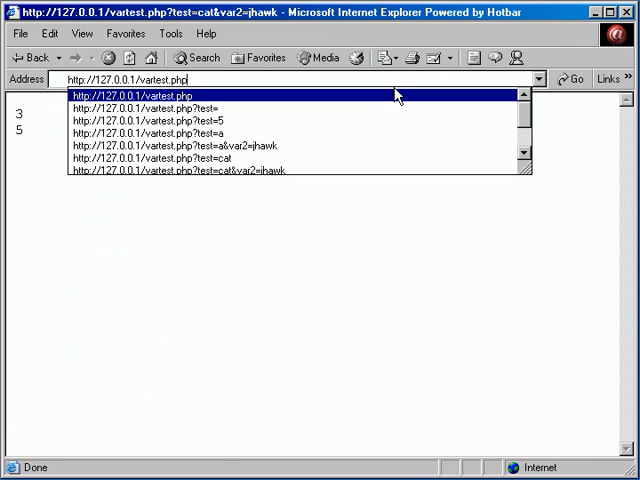 http://127.0.0.1/vartest.php?test=cat&var2=jhawk - Microsoft Internet Explorer Powered by Hotbar
File Edit View Favorites Tools Help
Back Search Favorites Media
Address http://127.0.0.1/vartest.php Go Links »
http://127.0.0.1/vartest.php
http://127.0.0.1/vartest.php?test=
http://127.0.0.1/vartest.php?test=5
http://127.0.0.1/vartest.php?test=a
http://127.0.0.1/vartest.php?test=a&var2=jhawk
http://127.0.0.1/vartest.php?test=cat
http://127.0.0.1/vartest.php?test=cat&var2=jhawk
3
5
Done Internet